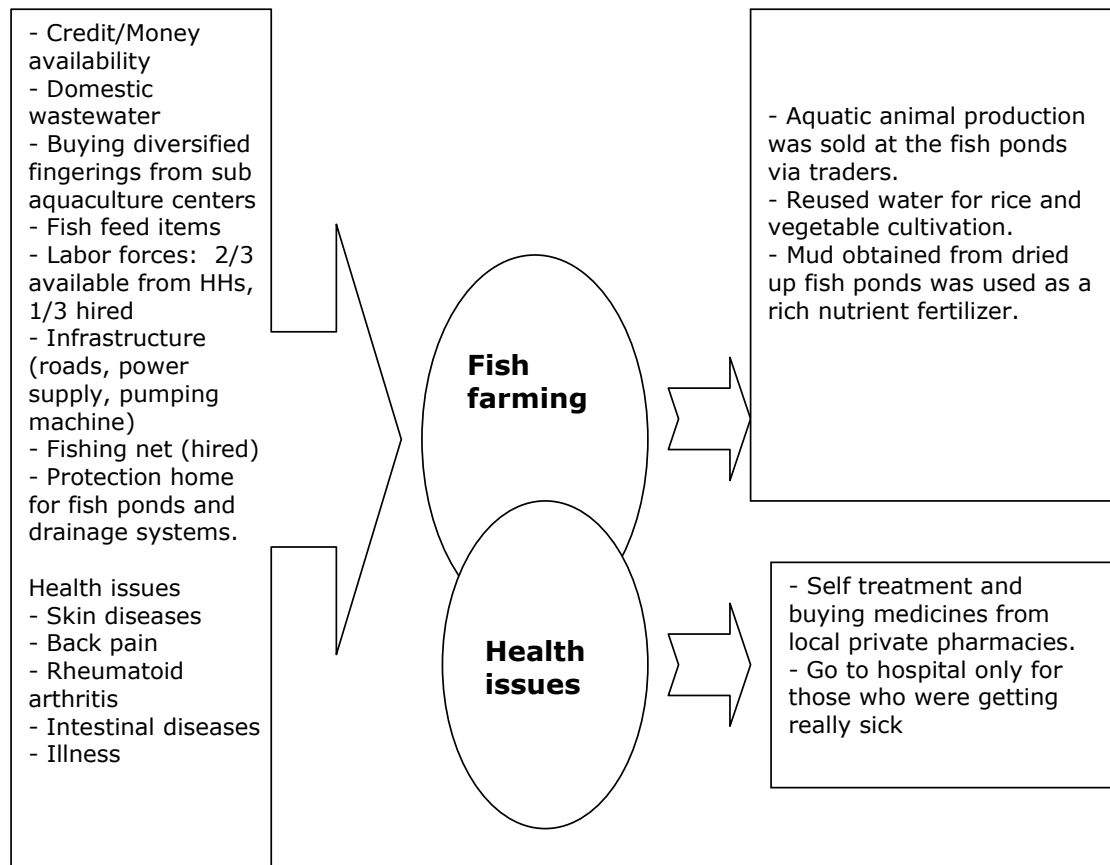 - Credit/Money
availability
- Domestic
wastewater
- Buying diversified
fingerings from sub
aquaculture centers
- Fish feed items
- Labor forces:  2/3
available from HHs,
1/3 hired
- Infrastructure
(roads, power
supply, pumping
machine)
- Fishing net (hired)
- Protection home
for fish ponds and
drainage systems.
Health issues
- Skin diseases
- Back pain
- Rheumatoid
arthritis
- Intestinal diseases
- Illness
Fish
farming
Health
issues
- Aquatic animal production
was sold at the fish ponds
via traders.
- Reused water for rice and
vegetable cultivation.
- Mud obtained from dried
up fish ponds was used as a
rich nutrient fertilizer.
- Self treatment and
buying medicines from
local private pharmacies.
- Go to hospital only for
those who were getting
really sick